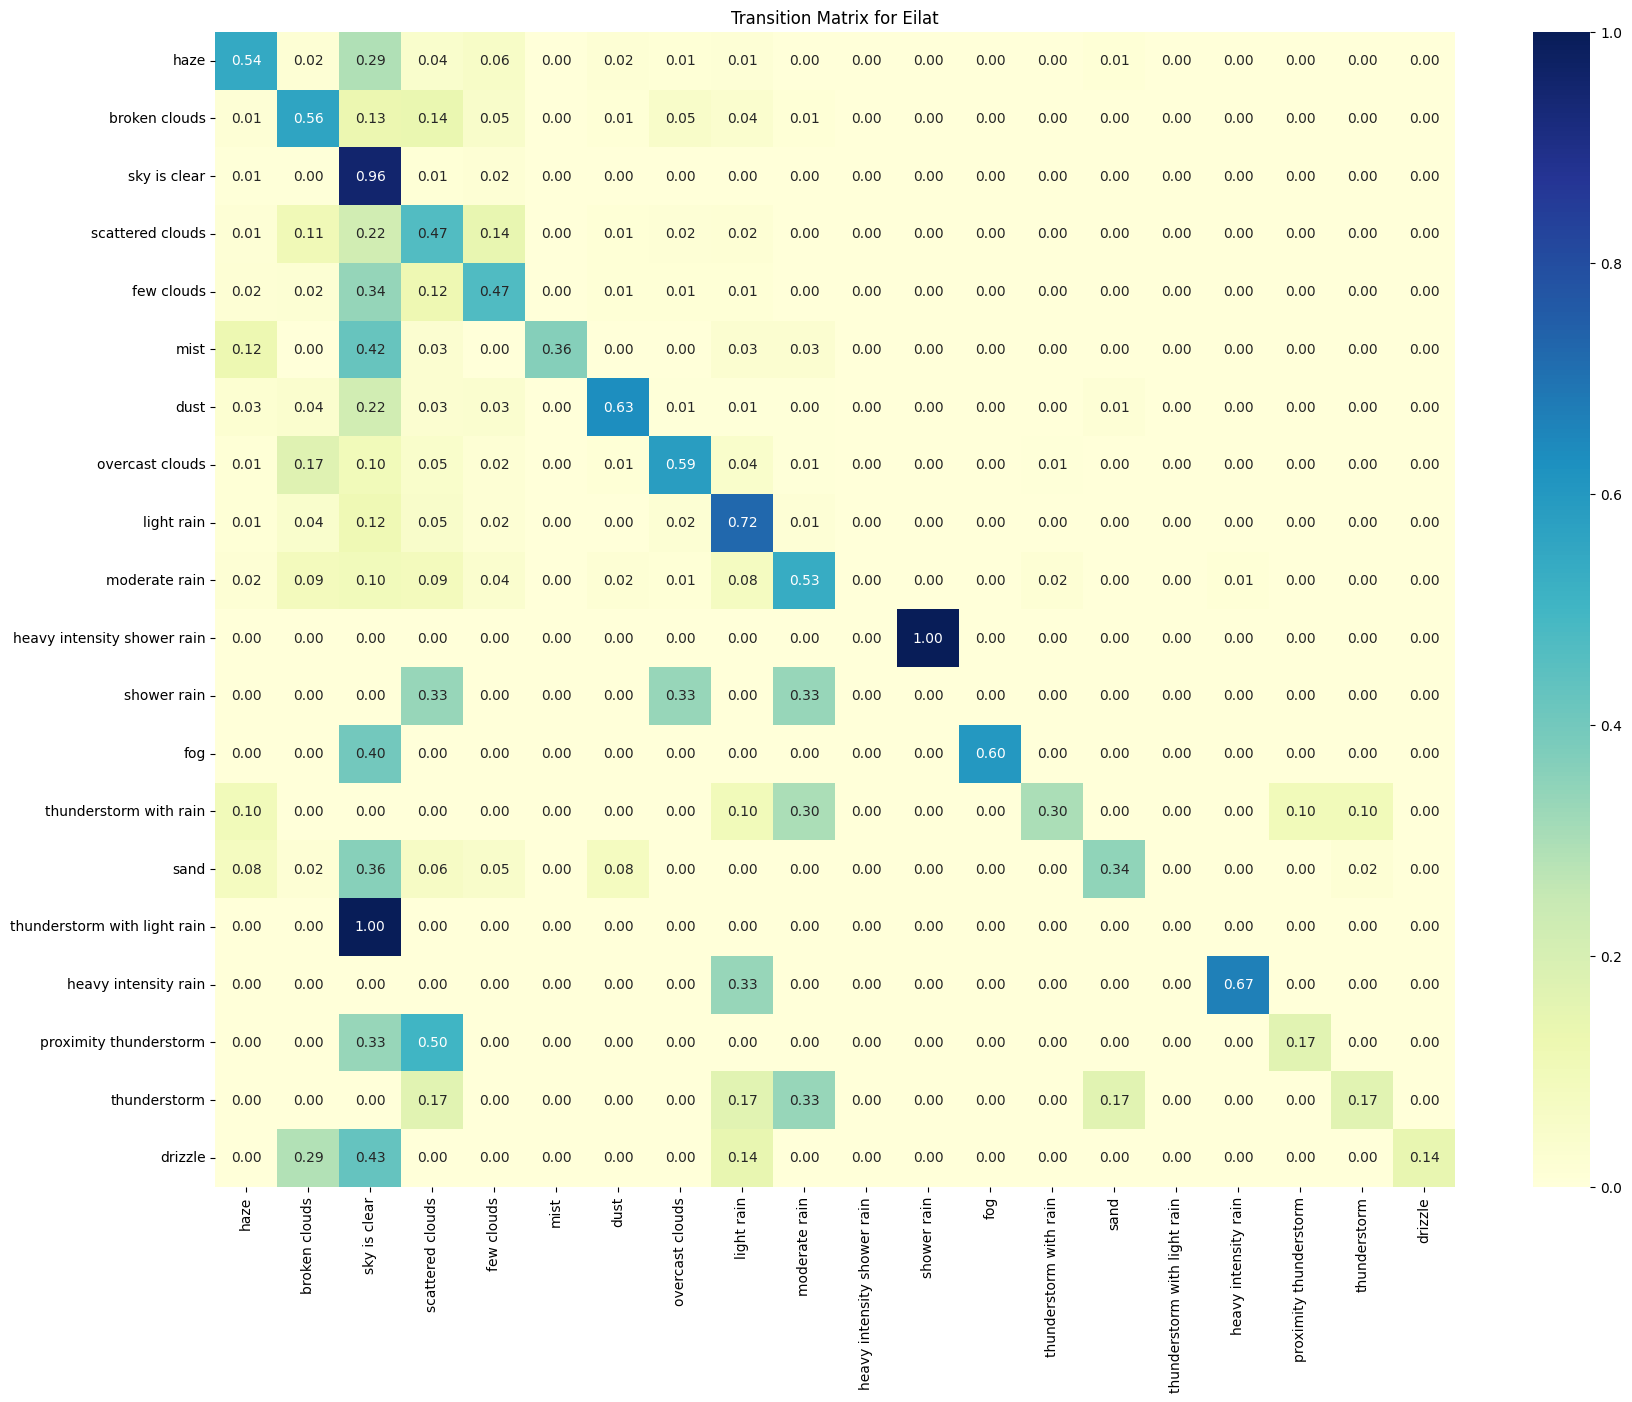 Transition Matrix for Eilat
haze 0.54 0.02 0.29 0.04 0.06 0.00 0.02 0.01 0.01 0.00 0.00 0.00 0.00 0.00 0.01 0.00 0.00 0.00 0.00 0.00
broken clouds 0.01 0.56 0.13 0.14 0.05 0.00 0.01 0.05 0.04 0.01 0.00 0.00 0.00 0.00 0.00 0.00 0.00 0.00 0.00 0.00
sky is clear 0.01 0.00 0.96 0.01 0.02 0.00 0.00 0.00 0.00 0.00 0.00 0.00 0.00 0.00 0.00 0.00 0.00 0.00 0.00 0.00
scattered clouds 0.01 0.11 0.22 0.47 0.14 0.00 0.01 0.02 0.02 0.00 0.00 0.00 0.00 0.00 0.00 0.00 0.00 0.00 0.00 0.00
few clouds 0.02 0.02 0.34 0.12 0.47 0.00 0.01 0.01 0.01 0.00 0.00 0.00 0.00 0.00 0.00 0.00 0.00 0.00 0.00 0.00
mist 0.12 0.00 0.42 0.03 0.00 0.36 0.00 0.00 0.03 0.03 0.00 0.00 0.00 0.00 0.00 0.00 0.00 0.00 0.00 0.00
dust 0.03 0.04 0.22 0.03 0.03 0.00 0.63 0.01 0.01 0.00 0.00 0.00 0.00 0.00 0.01 0.00 0.00 0.00 0.00 0.00
overcast clouds 0.01 0.17 0.10 0.05 0.02 0.00 0.01 0.59 0.04 0.01 0.00 0.00 0.00 0.01 0.00 0.00 0.00 0.00 0.00 0.00
light rain 0.01 0.04 0.12 0.05 0.02 0.00 0.00 0.02 0.72 0.01 0.00 0.00 0.00 0.00 0.00 0.00 0.00 0.00 0.00 0.00
moderate rain 0.02 0.09 0.10 0.09 0.04 0.00 0.02 0.01 0.08 0.53 0.00 0.00 0.00 0.02 0.00 0.00 0.01 0.00 0.00 0.00
heavy intensity shower rain 0.00 0.00 0.00 0.00 0.00 0.00 0.00 0.00 0.00 0.00 0.00 1.00 0.00 0.00 0.00 0.00 0.00 0.00 0.00 0.00
shower rain 0.00 0.00 0.00 0.33 0.00 0.00 0.00 0.33 0.00 0.33 0.00 0.00 0.00 0.00 0.00 0.00 0.00 0.00 0.00 0.00
fog 0.00 0.00 0.40 0.00 0.00 0.00 0.00 0.00 0.00 0.00 0.00 0.00 0.60 0.00 0.00 0.00 0.00 0.00 0.00 0.00
thunderstorm with rain 0.10 0.00 0.00 0.00 0.00 0.00 0.00 0.00 0.10 0.30 0.00 0.00 0.00 0.30 0.00 0.00 0.00 0.10 0.10 0.00
sand 0.08 0.02 0.36 0.06 0.05 0.00 0.08 0.00 0.00 0.00 0.00 0.00 0.00 0.00 0.34 0.00 0.00 0.00 0.02 0.00
thunderstorm with light rain 0.00 0.00 1.00 0.00 0.00 0.00 0.00 0.00 0.00 0.00 0.00 0.00 0.00 0.00 0.00 0.00 0.00 0.00 0.00 0.00
heavy intensity rain 0.00 0.00 0.00 0.00 0.00 0.00 0.00 0.00 0.33 0.00 0.00 0.00 0.00 0.00 0.00 0.00 0.67 0.00 0.00 0.00
proximity thunderstorm 0.00 0.00 0.33 0.50 0.00 0.00 0.00 0.00 0.00 0.00 0.00 0.00 0.00 0.00 0.00 0.00 0.00 0.17 0.00 0.00
thunderstorm 0.00 0.00 0.00 0.17 0.00 0.00 0.00 0.00 0.17 0.33 0.00 0.00 0.00 0.00 0.17 0.00 0.00 0.00 0.17 0.00
drizzle 0.00 0.29 0.43 0.00 0.00 0.00 0.00 0.00 0.14 0.00 0.00 0.00 0.00 0.00 0.00 0.00 0.00 0.00 0.00 0.14
haze
broken clouds
sky is clear
scattered clouds
few clouds
mist
dust
overcast clouds
light rain
moderate rain
heavy intensity shower rain
shower rain
fog
thunderstorm with rain
sand
thunderstorm with light rain
heavy intensity rain
proximity thunderstorm
thunderstorm
drizzle
1.0
0.8
0.6
0.4
0.2
0.0